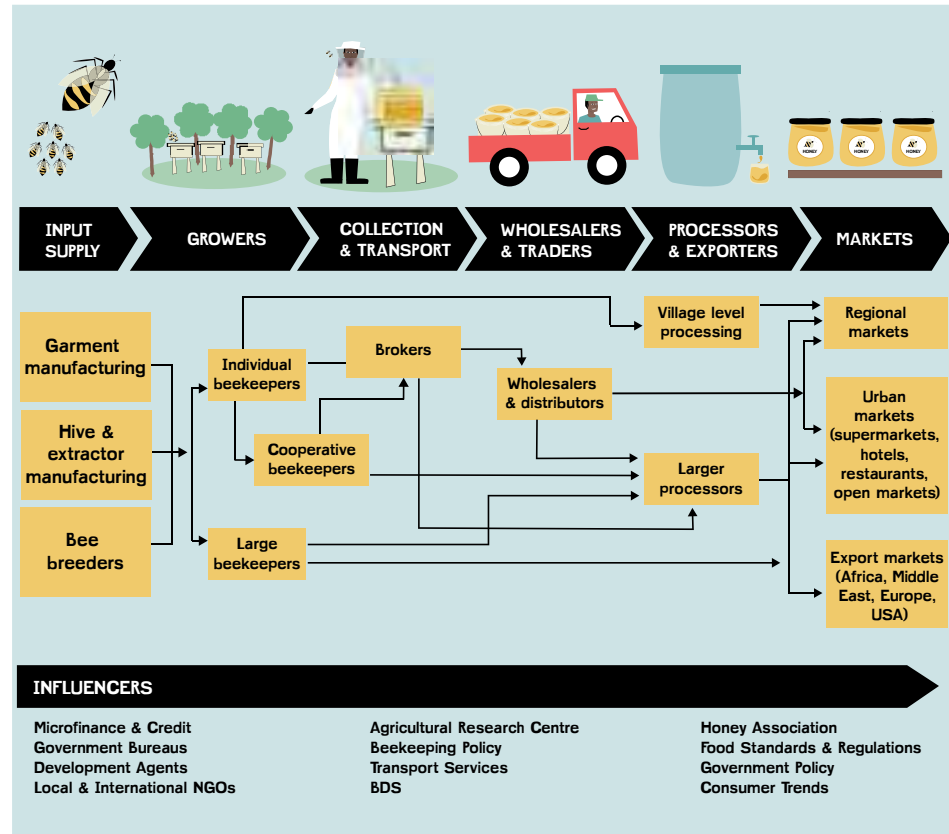 HONEY
HONEY
HONEY
INPUT
SUPPLY
GROWERS
COLLECTION
& TRANSPORT
WHOLESALERS
& TRADERS
PROCESSORS
& EXPORTERS
MARKETS
Garment
manufacturing
Hive &
extractor
manufacturing
Bee
breeders
Individual
beekeepers
Cooperative
beekeepers
Large
beekeepers
Brokers
Wholesalers
& distributors
Village level
processing
Larger
processors
Regional
markets
Urban
markets
(supermarkets,
hotels,
restaurants,
open markets)
Export markets
(Africa, Middle
East, Europe,
USA)
INFLUENCERS
Microfinance & Credit
Government Bureaus
Development Agents
Local & International NGOs
Agricultural Research Centre
Beekeeping Policy
Transport Services
BDS
Honey Association
Food Standards & Regulations
Government Policy
Consumer Trends